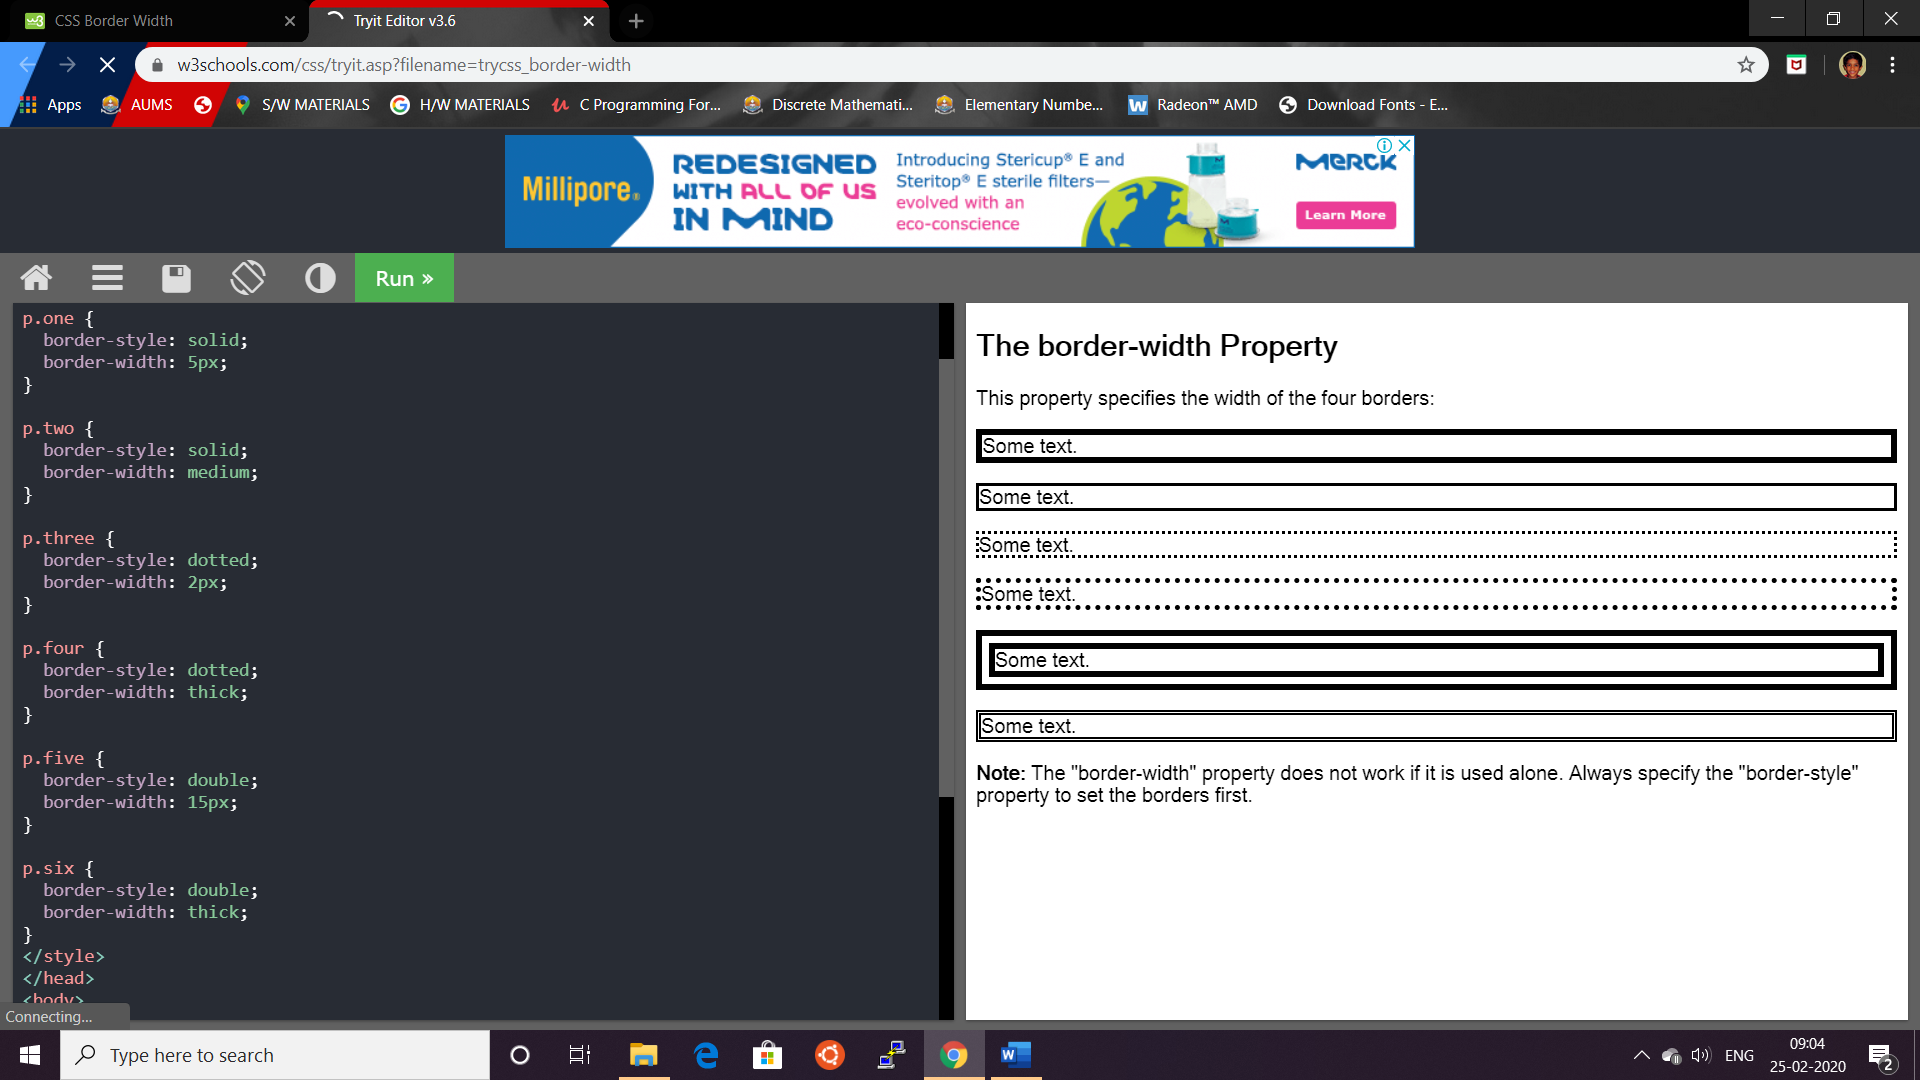 CSS Border Width
Tryit Editor v3.6
w3schools.com/css/tryit.asp?filename=trycss_border-width
Apps
AUMS
S/W MATERIALS
H/W MATERIALS
C Programming For...
Discrete Mathemati...
Elementary Numbe...
Radeon™ AMD
Download Fonts - E...
Millipore®
REDESIGNED
WITH ALL OF US
IN MIND
Introducing Stericup® E and
Steritop® E sterile filters—
evolved with an
eco-conscience
MERCK
Learn More
Run »
p.one {
  border-style: solid;
  border-width: 5px;
}
p.two {
  border-style: solid;
  border-width: medium;
}
p.three {
  border-style: dotted;
  border-width: 2px;
}
p.four {
  border-style: dotted;
  border-width: thick;
}
p.five {
  border-style: double;
  border-width: 15px;
}
p.six {
  border-style: double;
  border-width: thick;
}
</style>
</head>
<body>
The border-width Property
This property specifies the width of the four borders:
Some text.
Some text.
Some text.
Some text.
Some text.
Some text.
Note: The "border-width" property does not work if it is used alone. Always specify the "border-style"
property to set the borders first.
Connecting...
Type here to search
ENG
09:04
25-02-2020
2